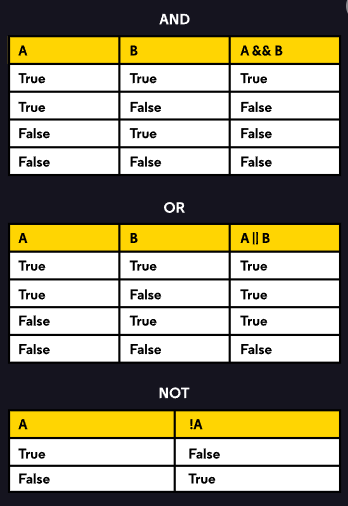 AND
A B A && B
True True True
True False False
False True False
False False False
OR
A B A || B
True True True
True False True
False True True
False False False
NOT
A !A
True False
False True